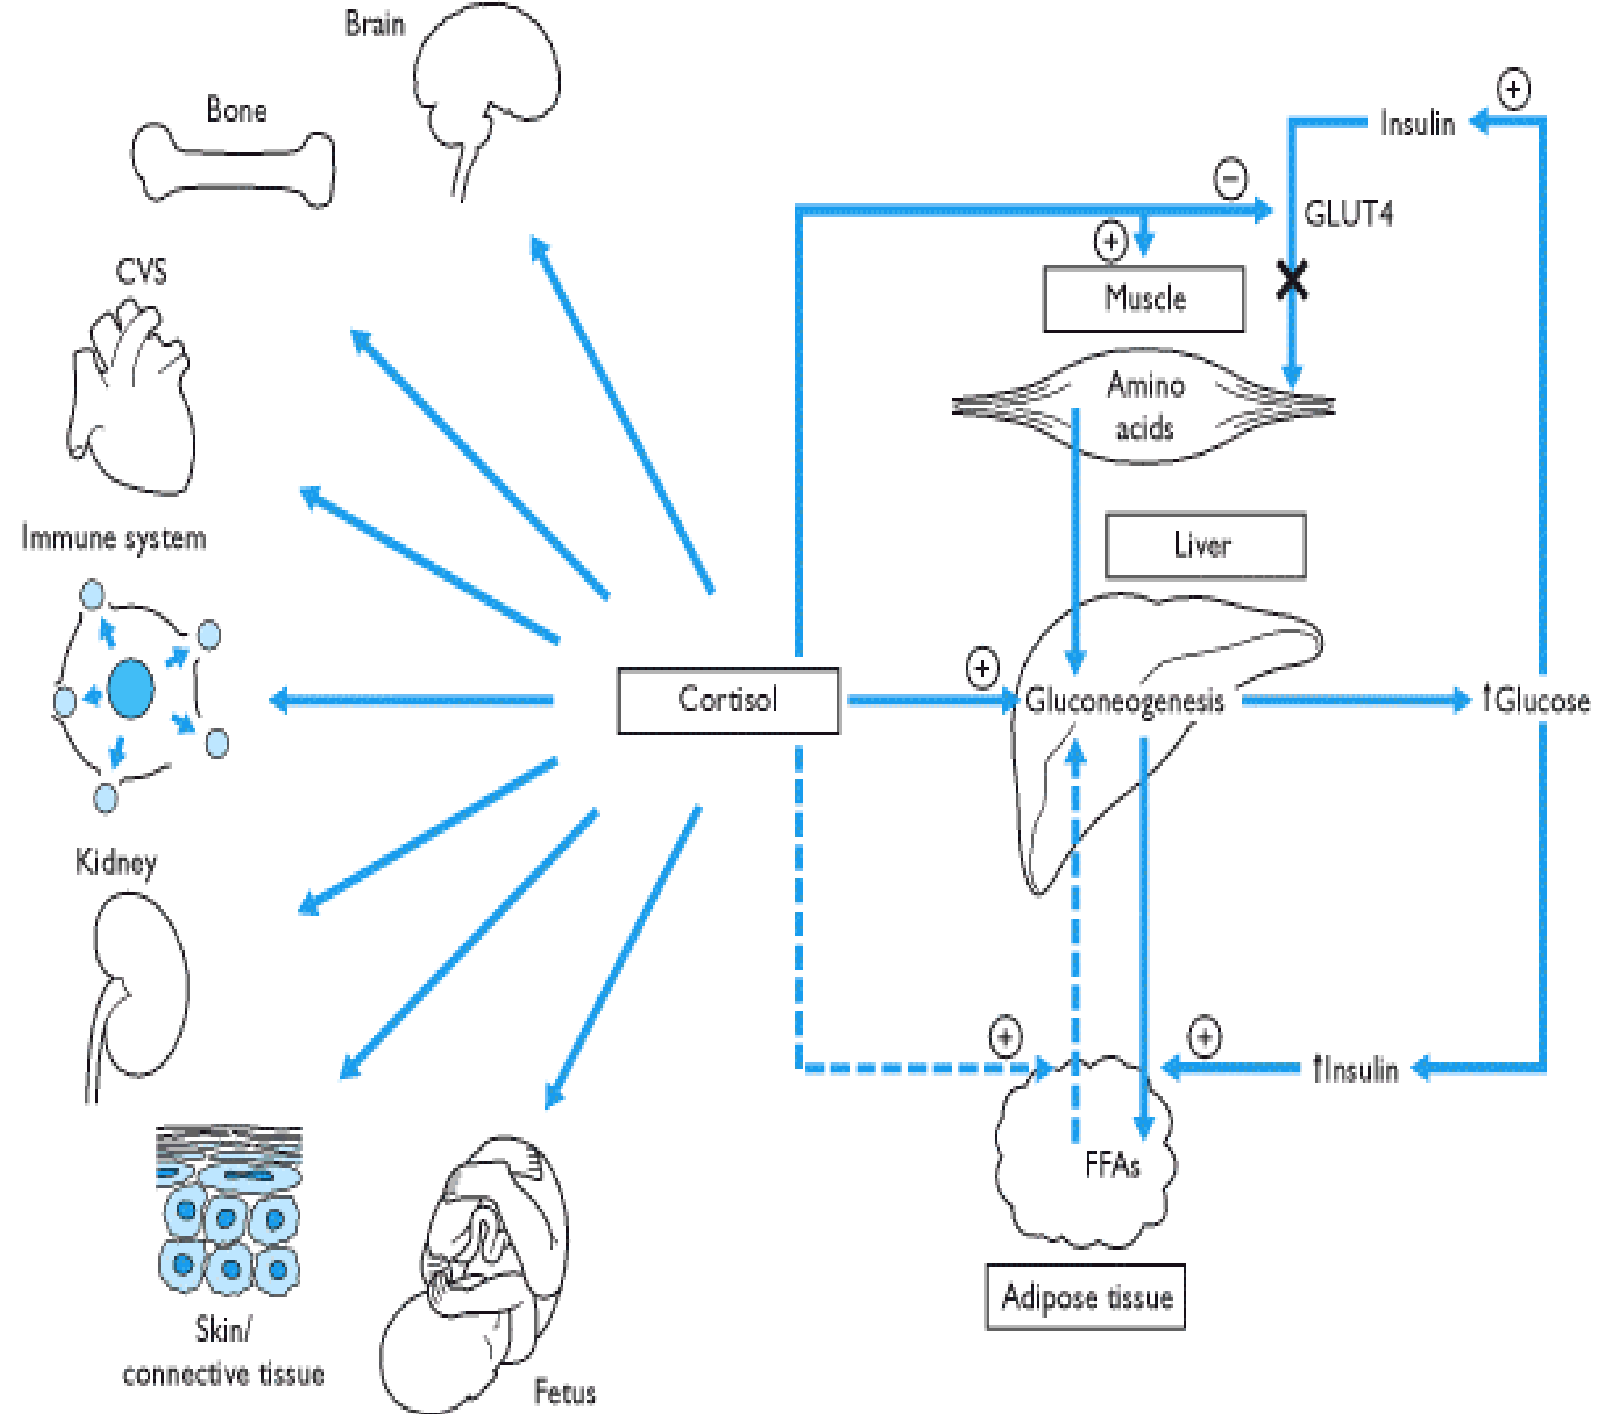 Brain
Bone
CVS
Immune system
Kidney
Skin/
connective tissue
Fetus
Cortisol
+
Insulin
−
GLUT4
+
Muscle
Amino
acids
Liver
+
Gluconeogenesis
↑Glucose
+
+
↑Insulin
FFAs
Adipose tissue